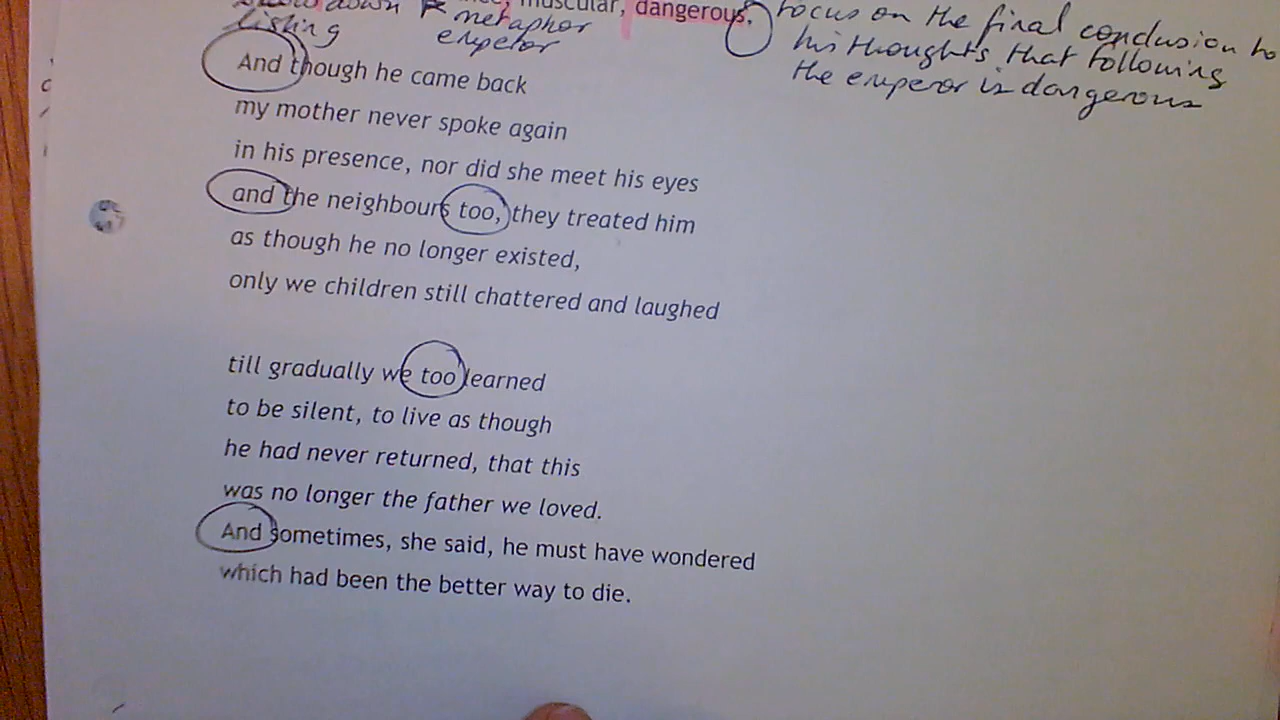 down * metaphor muscular, dangerous. focus on the final conclusion to
listing emperor his thoughts that following
the emperor is dangerous
And though he came back
my mother never spoke again
in his presence, nor did she meet his eyes
and the neighbours too, they treated him
as though he no longer existed,
only we children still chattered and laughed
till gradually we too learned
to be silent, to live as though
he had never returned, that this
was no longer the father we loved.
And sometimes, she said, he must have wondered
which had been the better way to die.